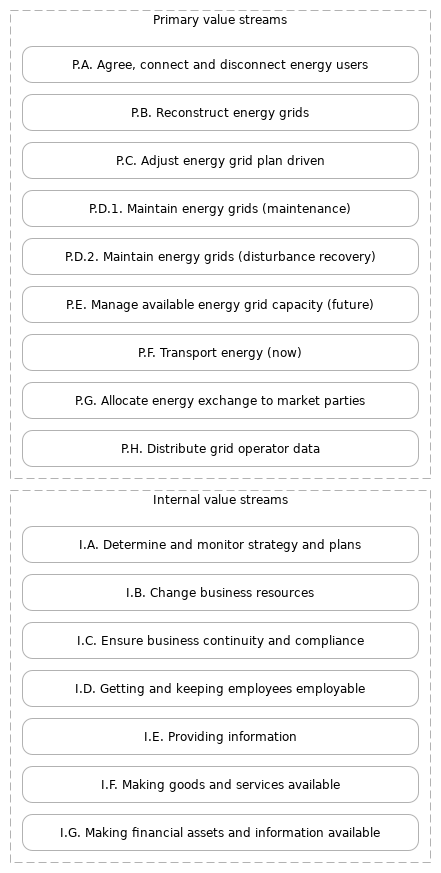 Primary value streams
P.A. Agree, connect and disconnect energy users
P.B. Reconstruct energy grids
P.C. Adjust energy grid plan driven
P.D.1. Maintain energy grids (maintenance)
P.D.2. Maintain energy grids (disturbance recovery)
P.E. Manage available energy grid capacity (future)
P.F. Transport energy (now)
P.G. Allocate energy exchange to market parties
P.H. Distribute grid operator data
Internal value streams
I.A. Determine and monitor strategy and plans
I.B. Change business resources
I.C. Ensure business continuity and compliance
I.D. Getting and keeping employees employable
I.E. Providing information
I.F. Making goods and services available
I.G. Making financial assets and information available